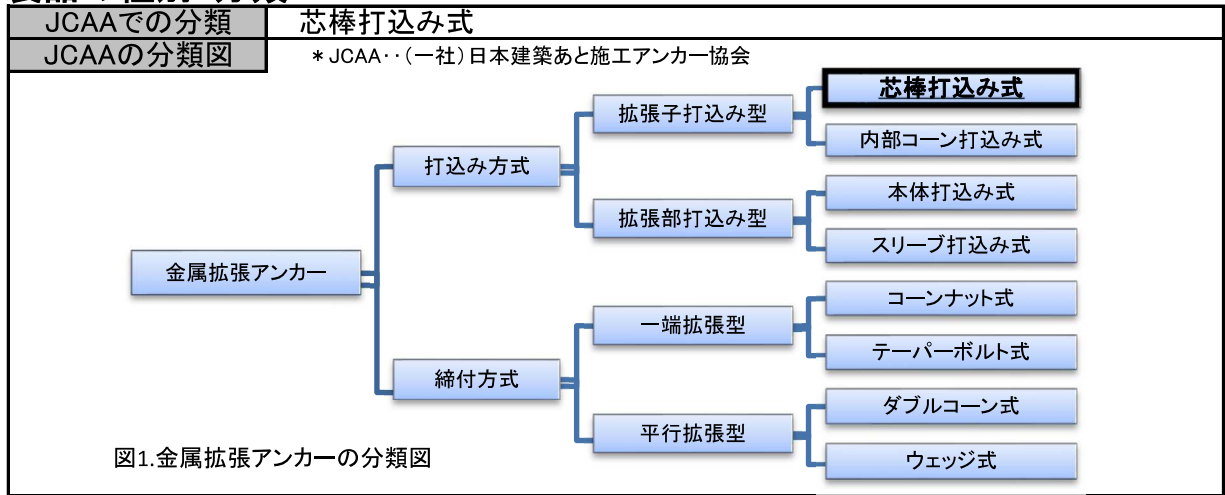 JCAAでの分類 芯棒打込み式
JCAAの分類図 *JCAA‥(一社)日本建築あと施工アンカー協会
金属拡張アンカー
打込み方式
拡張子打込み型
芯棒打込み式
内部コーン打込み式
拡張部打込み型
本体打込み式
スリーブ打込み式
締付方式
一端拡張型
コーンナット式
テーパーボルト式
平行拡張型
ダブルコーン式
ウェッジ式
図1.金属拡張アンカーの分類図